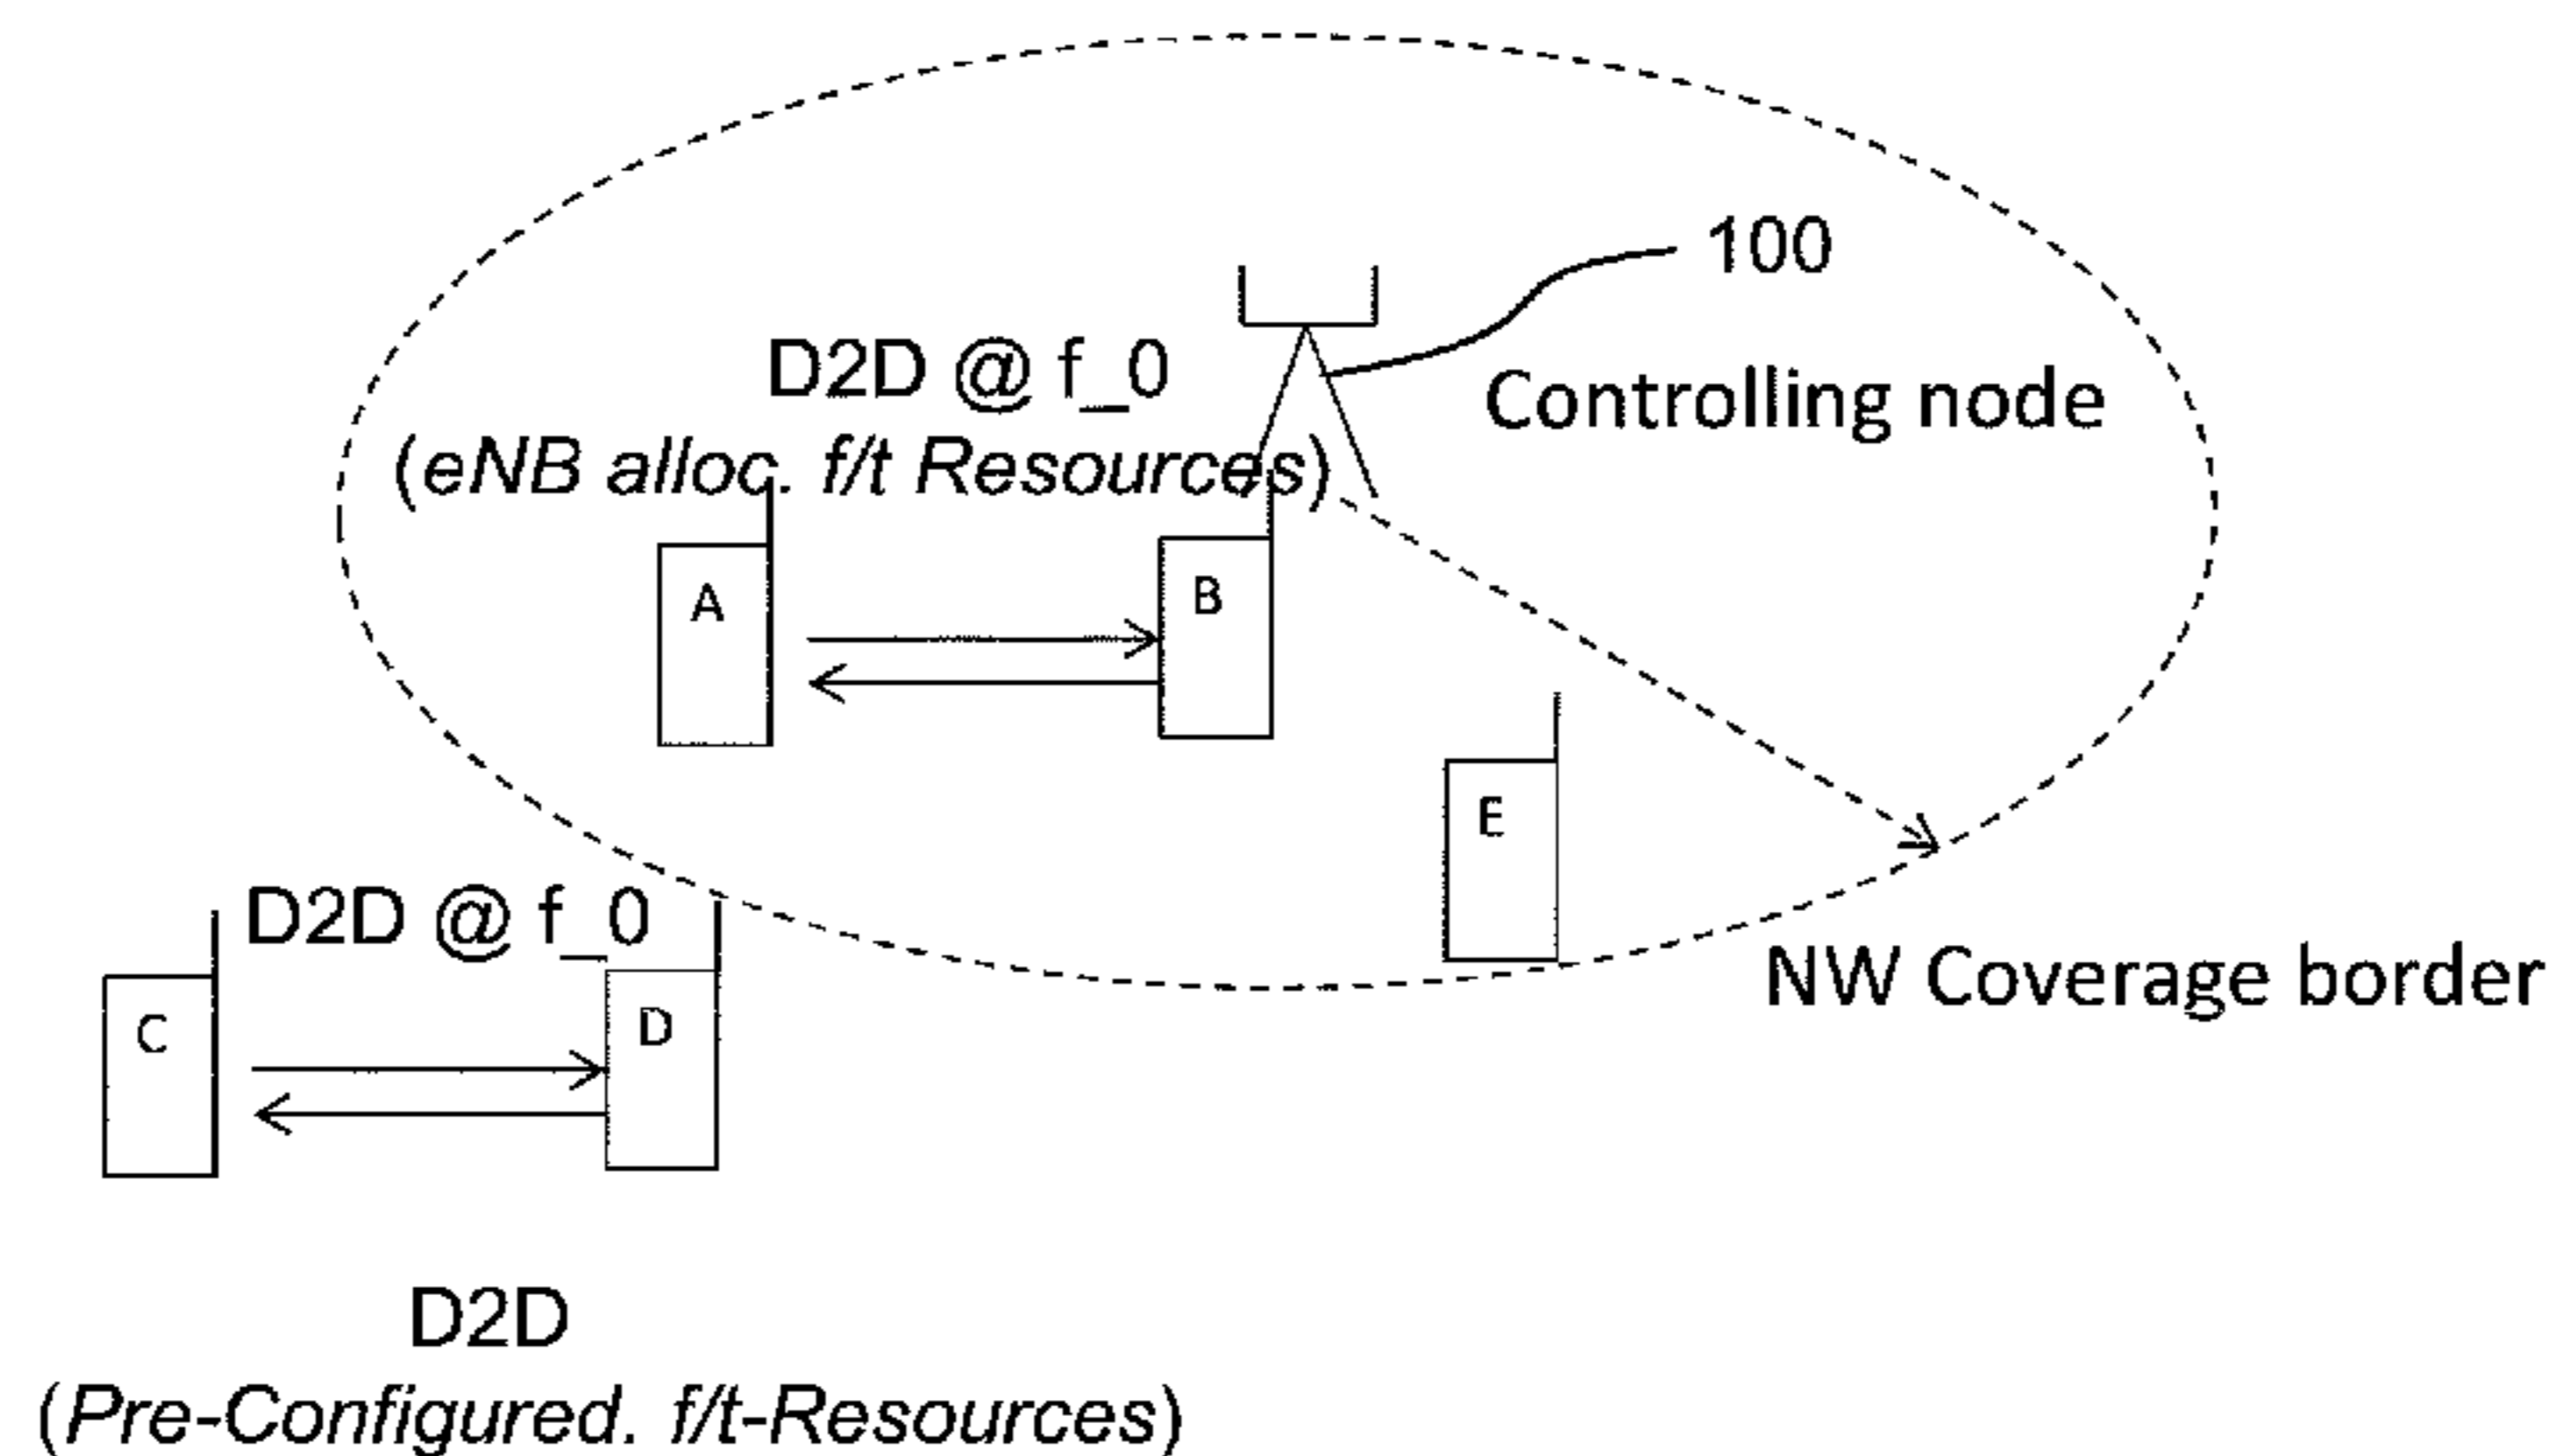 100
D2D @ f_0
Controlling node
(eNB alloc. f/t Resources)
A
B
E
D2D @ f_0
NW Coverage border
C
D
D2D
(Pre-Configured. f/t-Resources)